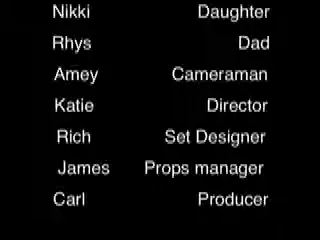 Nikki Daughter
Rhys Dad
Amey Cameraman
Katie Director
Rich Set Designer
James Props manager
Carl Producer